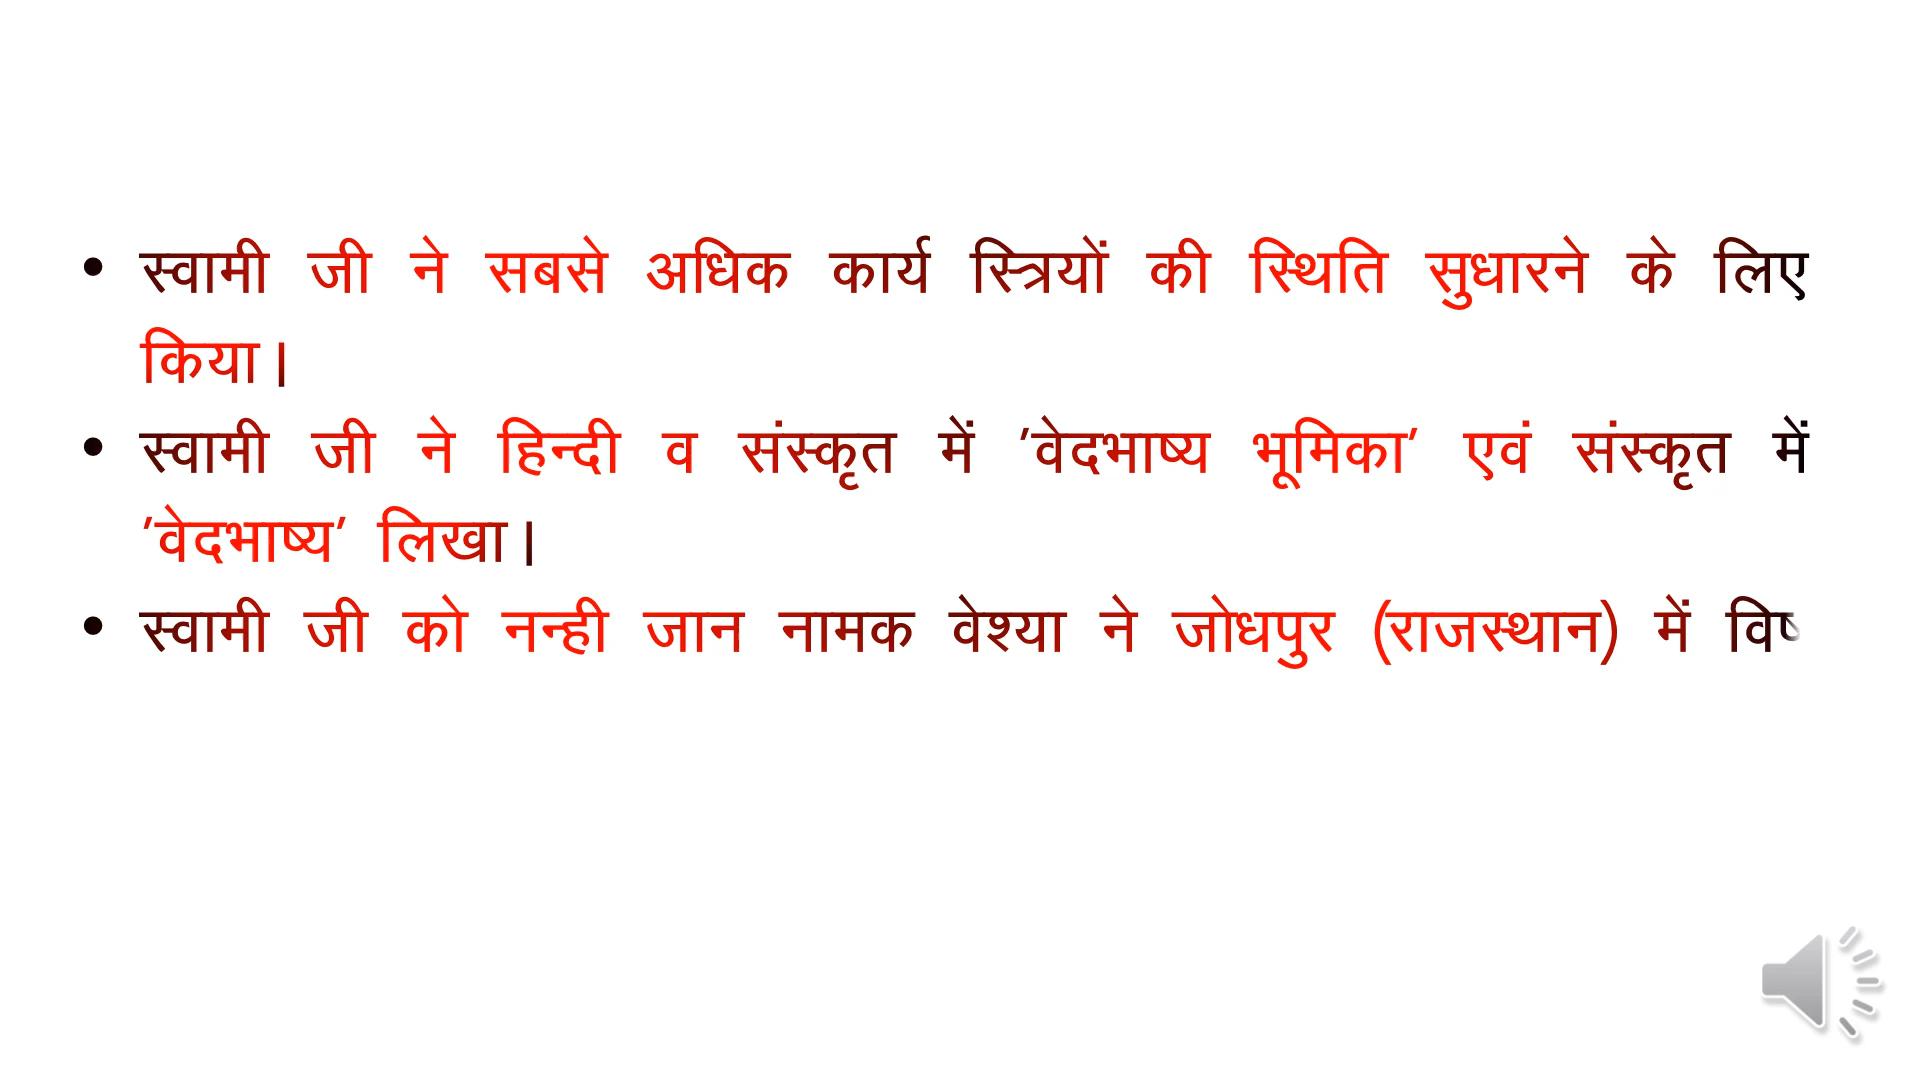 • स्वामी जी ने सबसे अधिक कार्य स्त्रियों की स्थिति सुधारने के लिए
किया।
• स्वामी जी ने हिन्दी व संस्कृत में ’वेदभाष्य भूमिका’ एवं संस्कृत में
’वेदभाष्य’ लिखा।
• स्वामी जी को नन्ही जान नामक वेश्या ने जोधपुर (राजस्थान) में